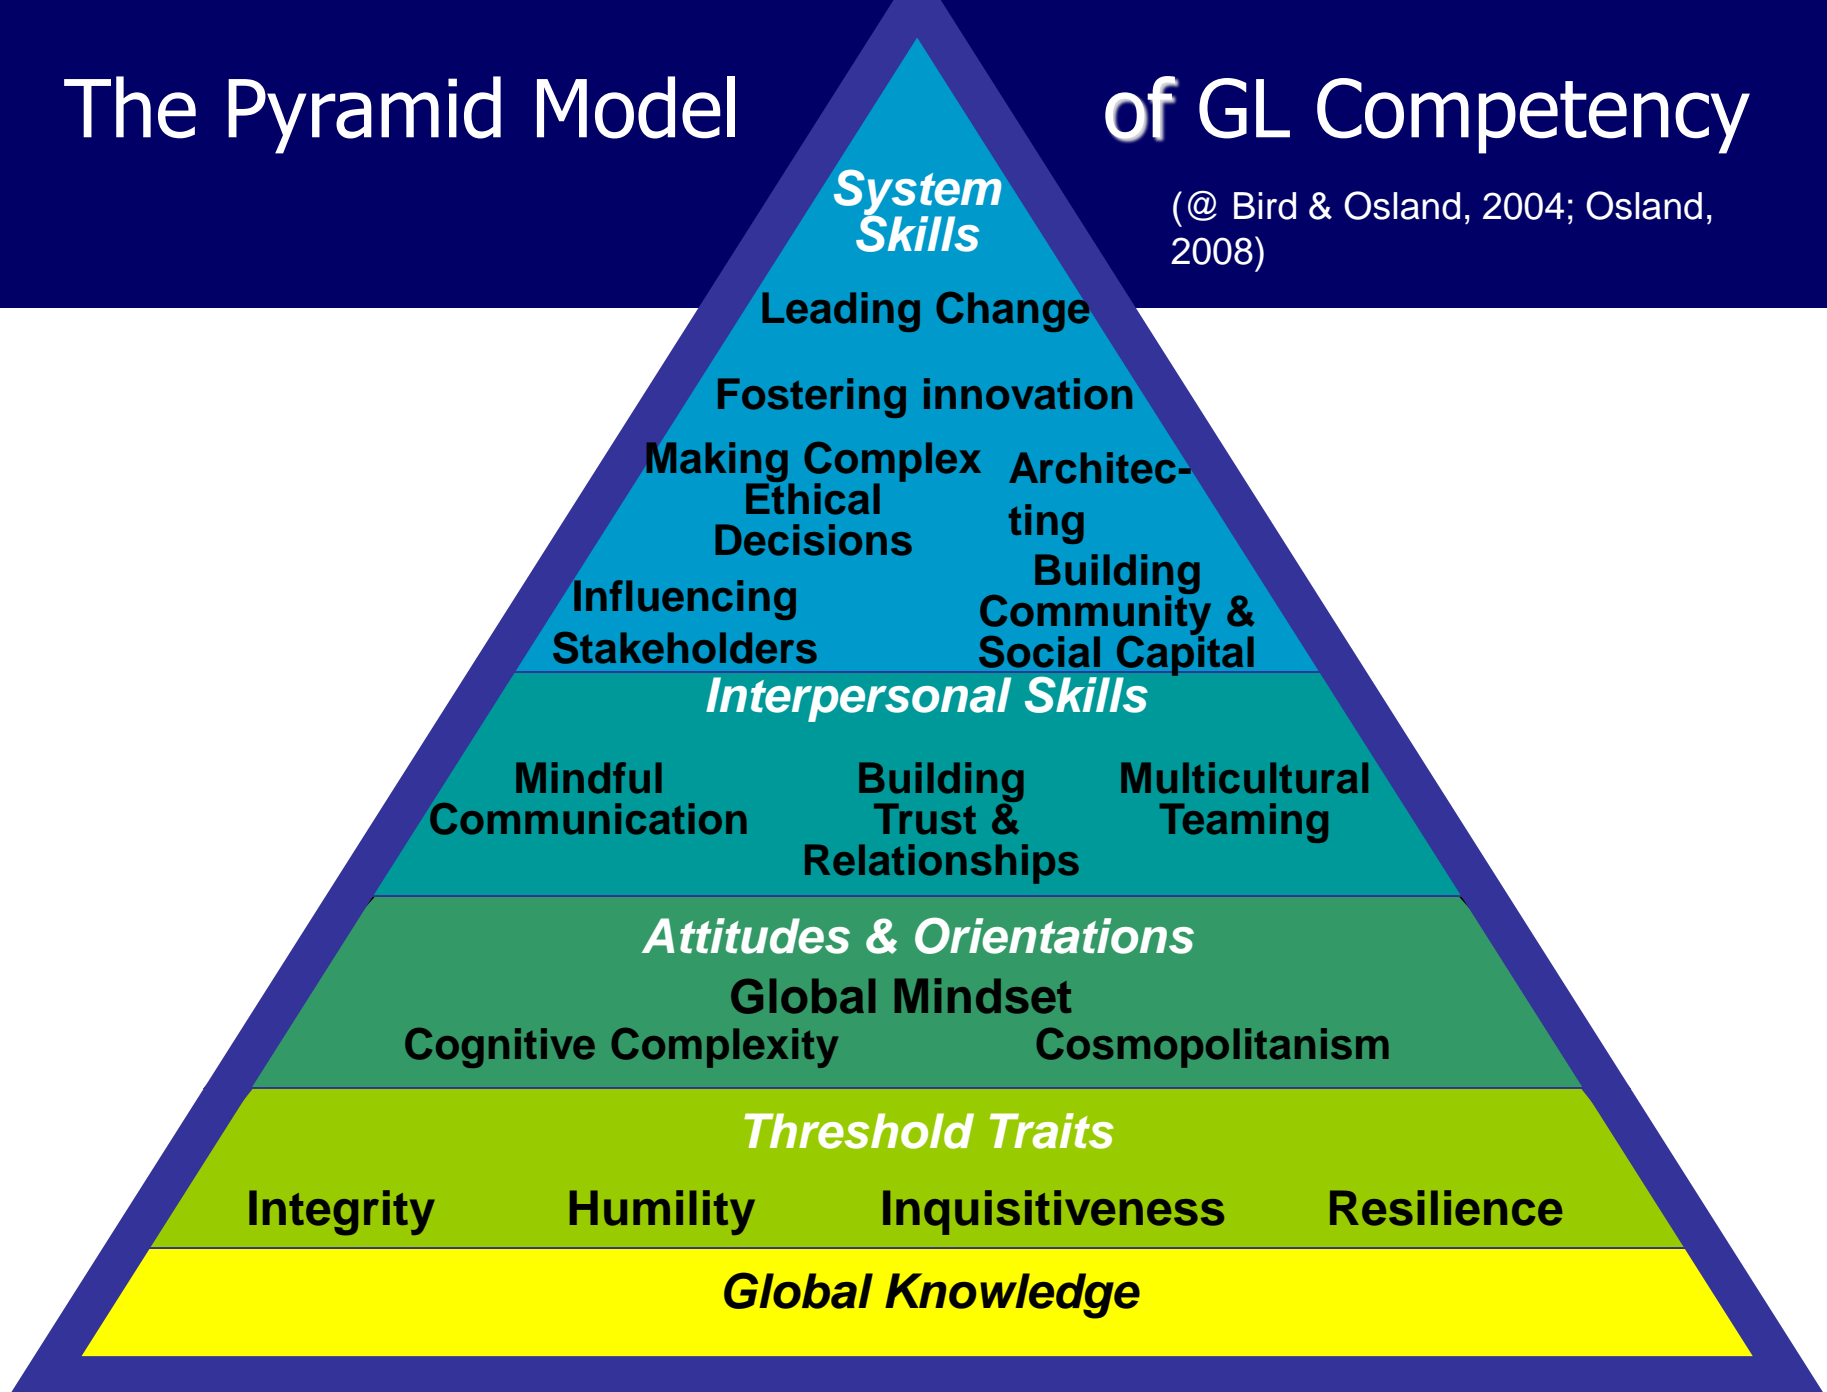 The Pyramid Model of GL Competency
(@ Bird & Osland, 2004; Osland,
2008)
System
Skills
Leading Change
Fostering innovation
Making Complex
Ethical
Decisions
Architec-
ting
Influencing
Stakeholders
Building
Community &
Social Capital
Interpersonal Skills
Mindful
Communication
Building
Trust &
Relationships
Multicultural
Teaming
Attitudes & Orientations
Global Mindset
Cognitive Complexity
Cosmopolitanism
Threshold Traits
Integrity
Humility
Inquisitiveness
Resilience
Global Knowledge